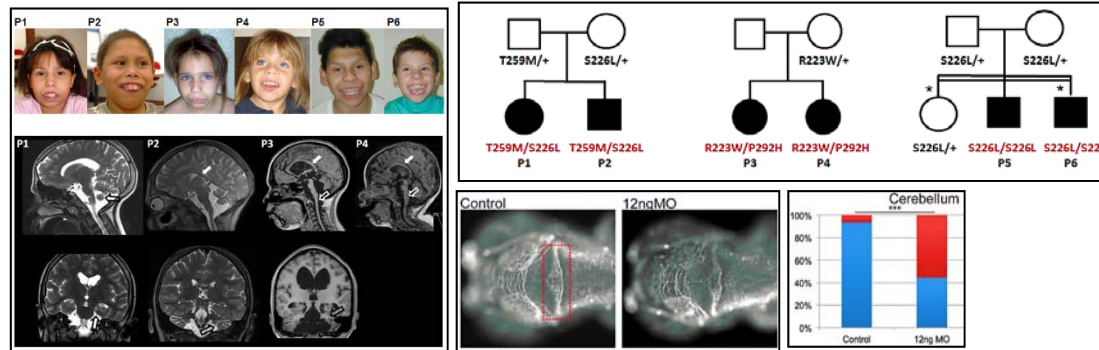 P1 P2 P3 P4 P5 P6
P1 P2 P3 P4
T259M/+ S226L/+
T259M/S226L T259M/S226L
P1 P2
R223W/+
R223W/P292H R223W/P292H
P3 P4
S226L/+ S226L/+
* *
S226L/+ S226L/S226L S226L/S22
P5 P6
Control 12ngMO
Cerebellum
***
100%
80%
60%
40%
20%
0%
Control 12ng MO